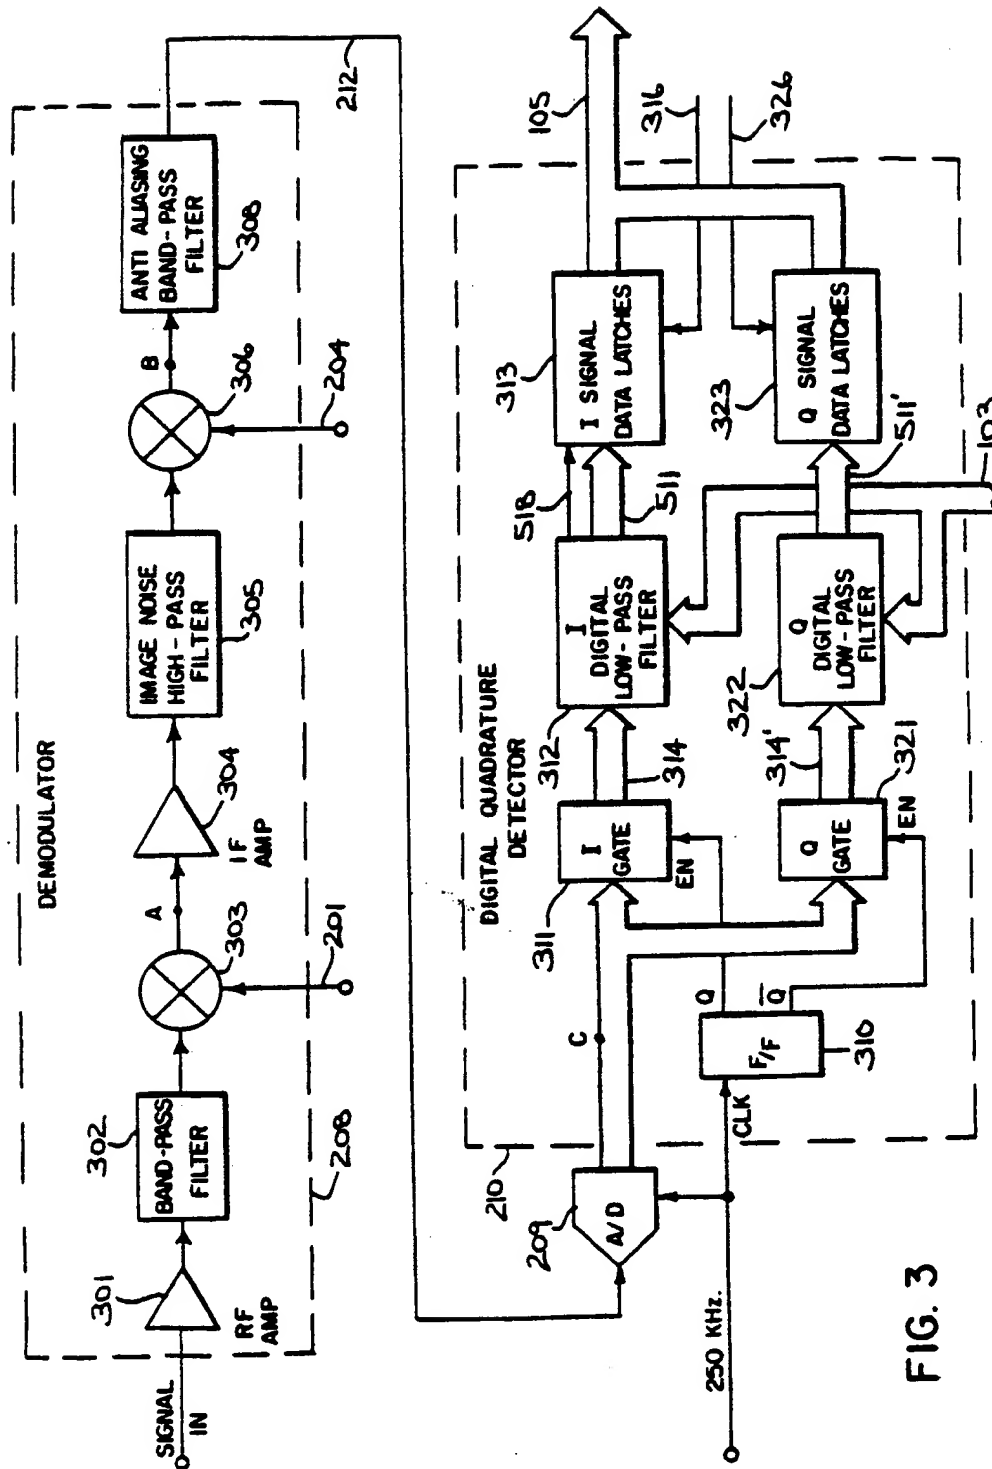 DEMODULATOR
SIGNAL
IN
301
RF
AMP
302
BAND-PASS
FILTER
208
303
A
201
304
IF
AMP
IMAGE NOISE
HIGH-PASS
FILTER
305
B
306
204
ANTI ALIASING
BAND-PASS
FILTER
308
212
DIGITAL QUADRATURE
DETECTOR
210
209
A/D
C
250 KHz.
CLK
F/F
310
Q
Q̅
311
I
GATE
EN
314
Q
GATE
EN
321
314'
312
I
DIGITAL
LOW-PASS
FILTER
322
Q
DIGITAL
LOW-PASS
FILTER
518
511
511'
103
313
I SIGNAL
DATA LATCHES
323
Q SIGNAL
DATA LATCHES
105
316
326
FIG. 3